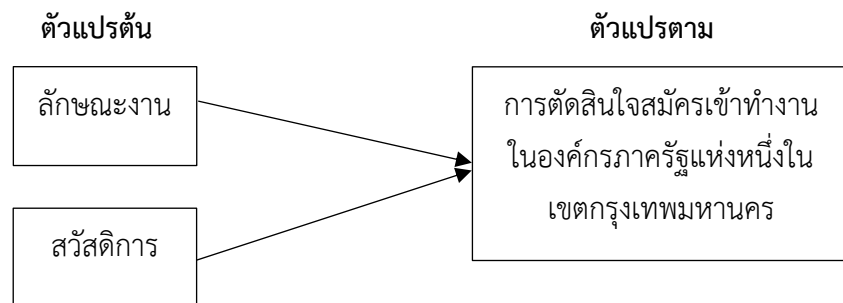 ตัวแปรต้น
ตัวแปรตาม
ลักษณะงาน
การตัดสินใจสมัครเข้าทำงาน
ในองค์กรภาครัฐแห่งหนึ่งใน
เขตกรุงเทพมหานคร
สวัสดิการ